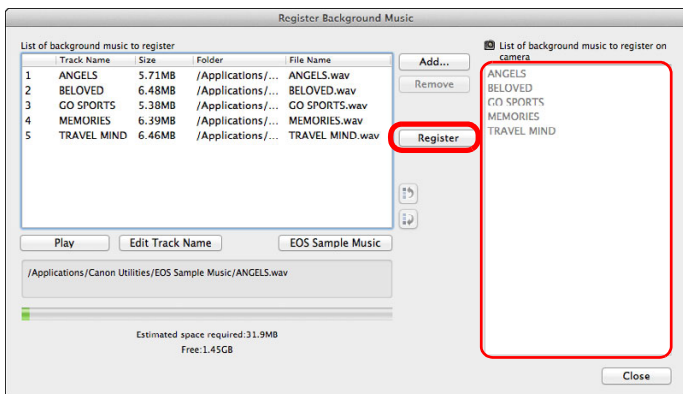 Register Background Music
List of background music to register
Track Name Size Folder File Name
1 ANGELS 5.71MB /Applications/... ANGELS.wav
2 BELOVED 6.48MB /Applications/... BELOVED.wav
3 GO SPORTS 5.38MB /Applications/... GO SPORTS.wav
4 MEMORIES 6.39MB /Applications/... MEMORIES.wav
5 TRAVEL MIND 6.46MB /Applications/... TRAVEL MIND.wav
Play Edit Track Name EOS Sample Music
/Applications/Canon Utilities/EOS Sample Music/ANGELS.wav
Estimated space required:31.9MB
Free:1.45GB
Add...
Remove
Register
List of background music to register on
camera
ANGELS
BELOVED
GO SPORTS
MEMORIES
TRAVEL MIND
Close